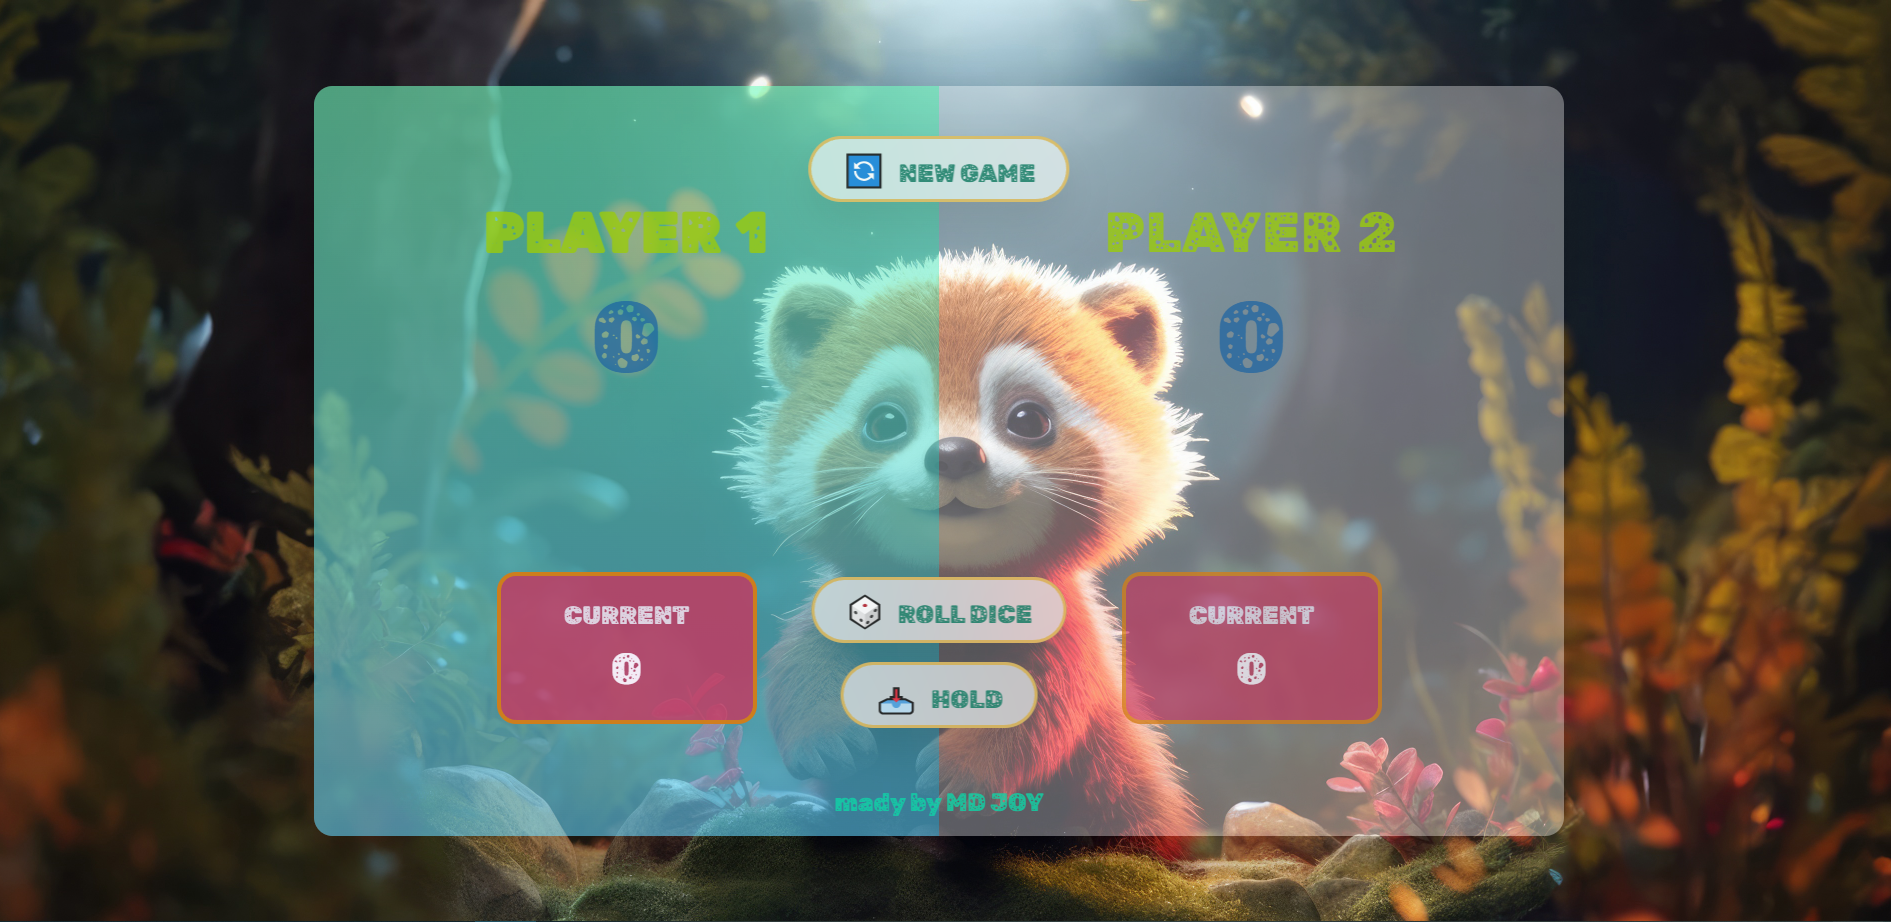 NEW GAME
PLAYER 1
PLAYER 2
0
0
CURRENT
0
ROLL DICE
HOLD
CURRENT
0
mady by MD JOY